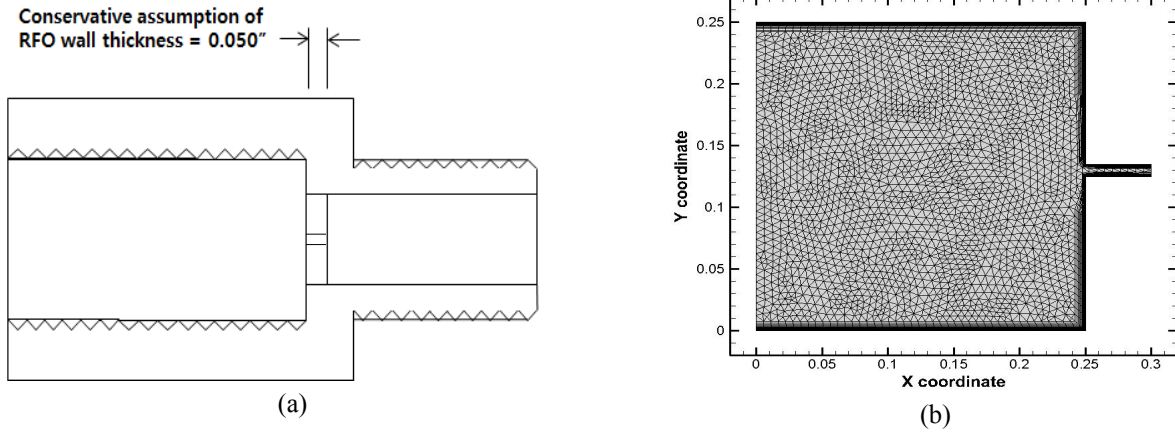 Conservative assumption of
RFO wall thickness = 0.050"
(a)
0.25
0.2
0.15
0.1
0.05
0
Y coordinate
0 0.05 0.1 0.15 0.2 0.25 0.3
X coordinate
(b)